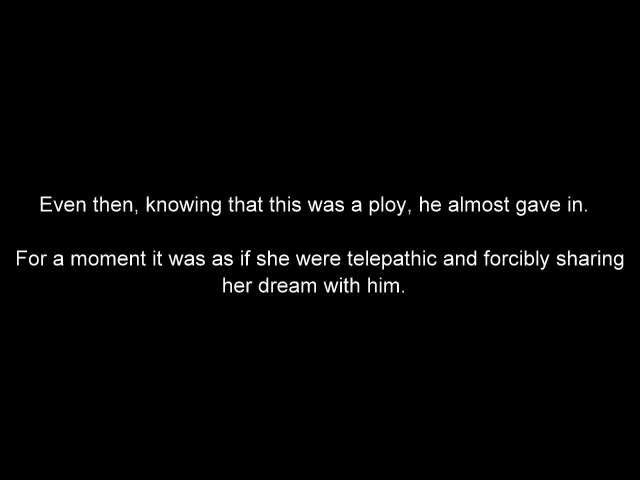 Even then, knowing that this was a ploy, he almost gave in.
For a moment it was as if she were telepathic and forcibly sharing
her dream with him.